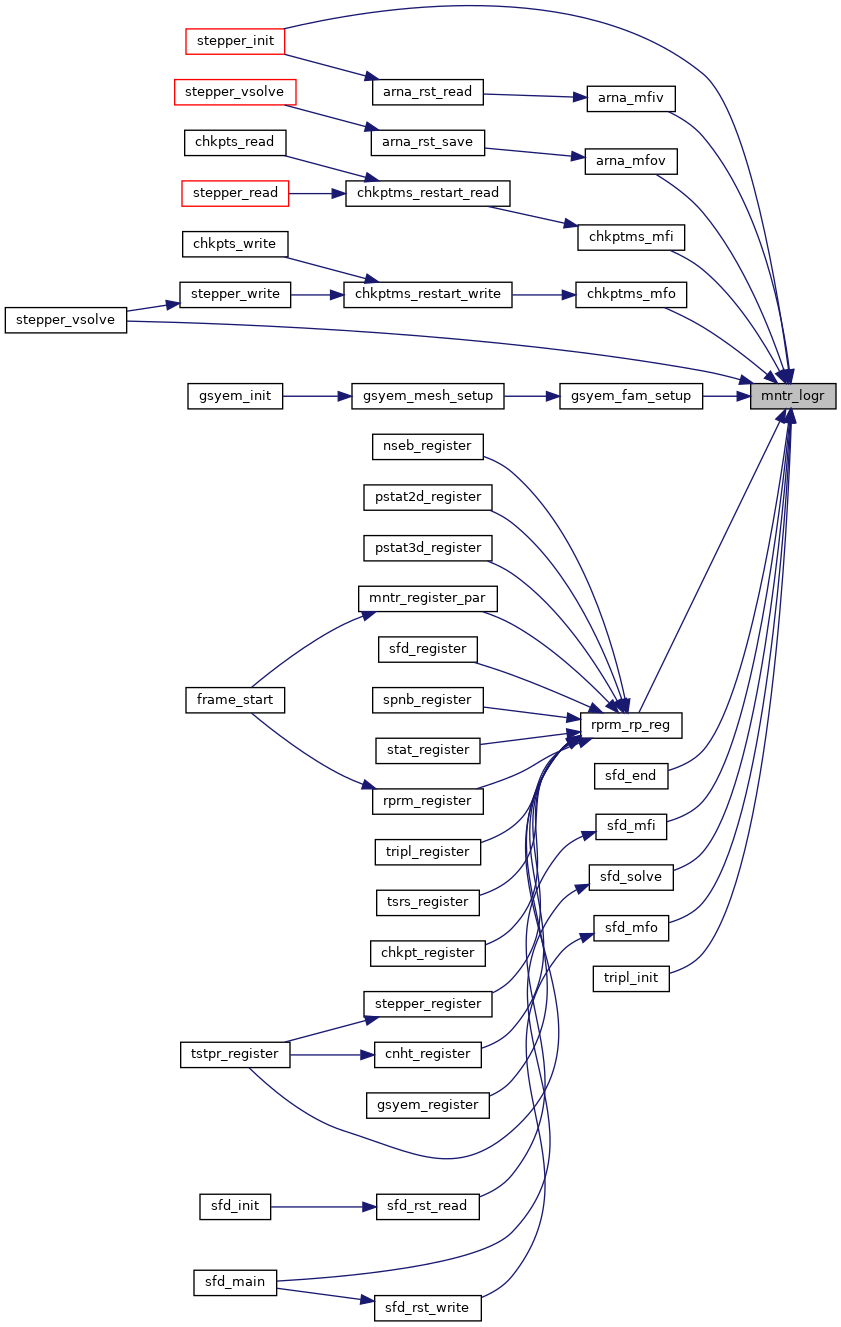 stepper_init
arna_rst_read
stepper_vsolve
arna_mfiv
chkpts_read
arna_rst_save
arna_mfov
stepper_read
chkptms_restart_read
chkptms_mfi
chkpts_write
stepper_write
chkptms_restart_write
chkptms_mfo
stepper_vsolve
gsyem_init
gsyem_mesh_setup
gsyem_fam_setup
mntr_logr
nseb_register
pstat2d_register
pstat3d_register
mntr_register_par
sfd_register
frame_start
spnb_register
rprm_rp_reg
stat_register
sfd_end
rprm_register
sfd_mfi
tripl_register
sfd_solve
tsrs_register
sfd_mfo
chkpt_register
tripl_init
stepper_register
tstpr_register
cnht_register
gsyem_register
sfd_init
sfd_rst_read
sfd_main
sfd_rst_write